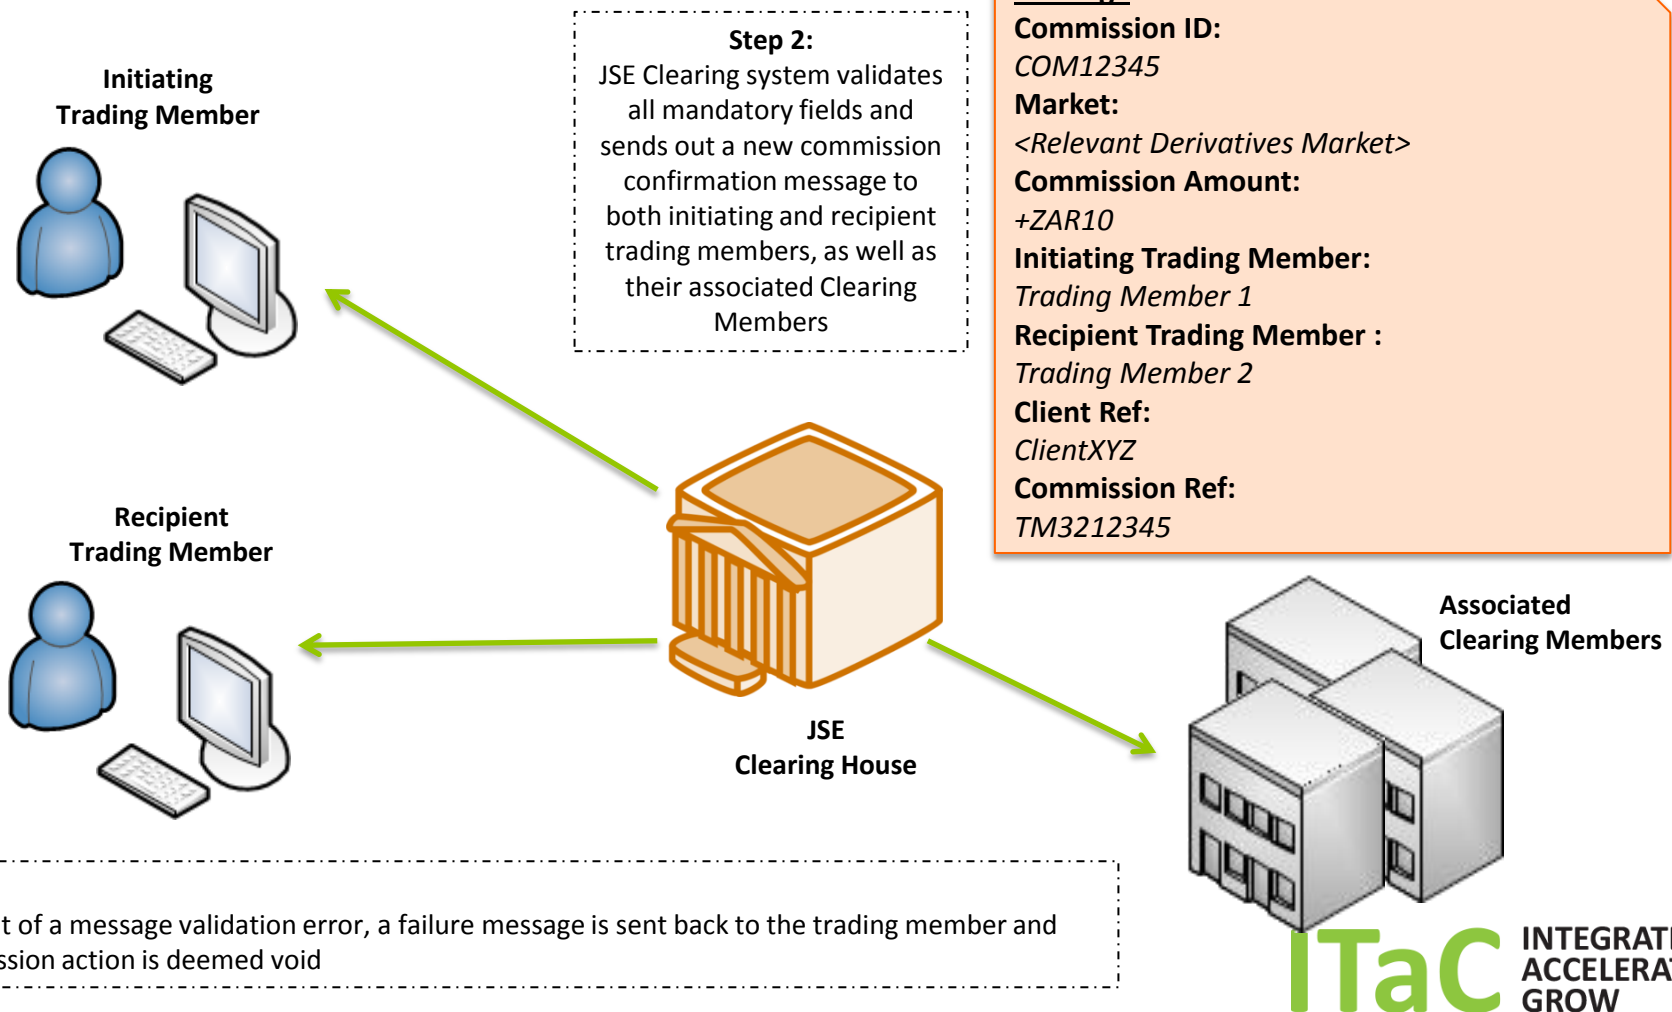 Initiating
Trading Member
Step 2:
JSE Clearing system validates
all mandatory fields and
sends out a new commission
confirmation message to
both initiating and recipient
trading members, as well as
their associated Clearing
Members
Commission ID:
COM12345
Market:
<Relevant Derivatives Market>
Commission Amount:
+ZAR10
Initiating Trading Member:
Trading Member 1
Recipient Trading Member :
Trading Member 2
Client Ref:
ClientXYZ
Commission Ref:
TM3212345
Recipient
Trading Member
JSE
Clearing House
Associated
Clearing Members
t of a message validation error, a failure message is sent back to the trading member and
ssion action is deemed void
ITaC
INTEGRATE
ACCELERAT
GROW